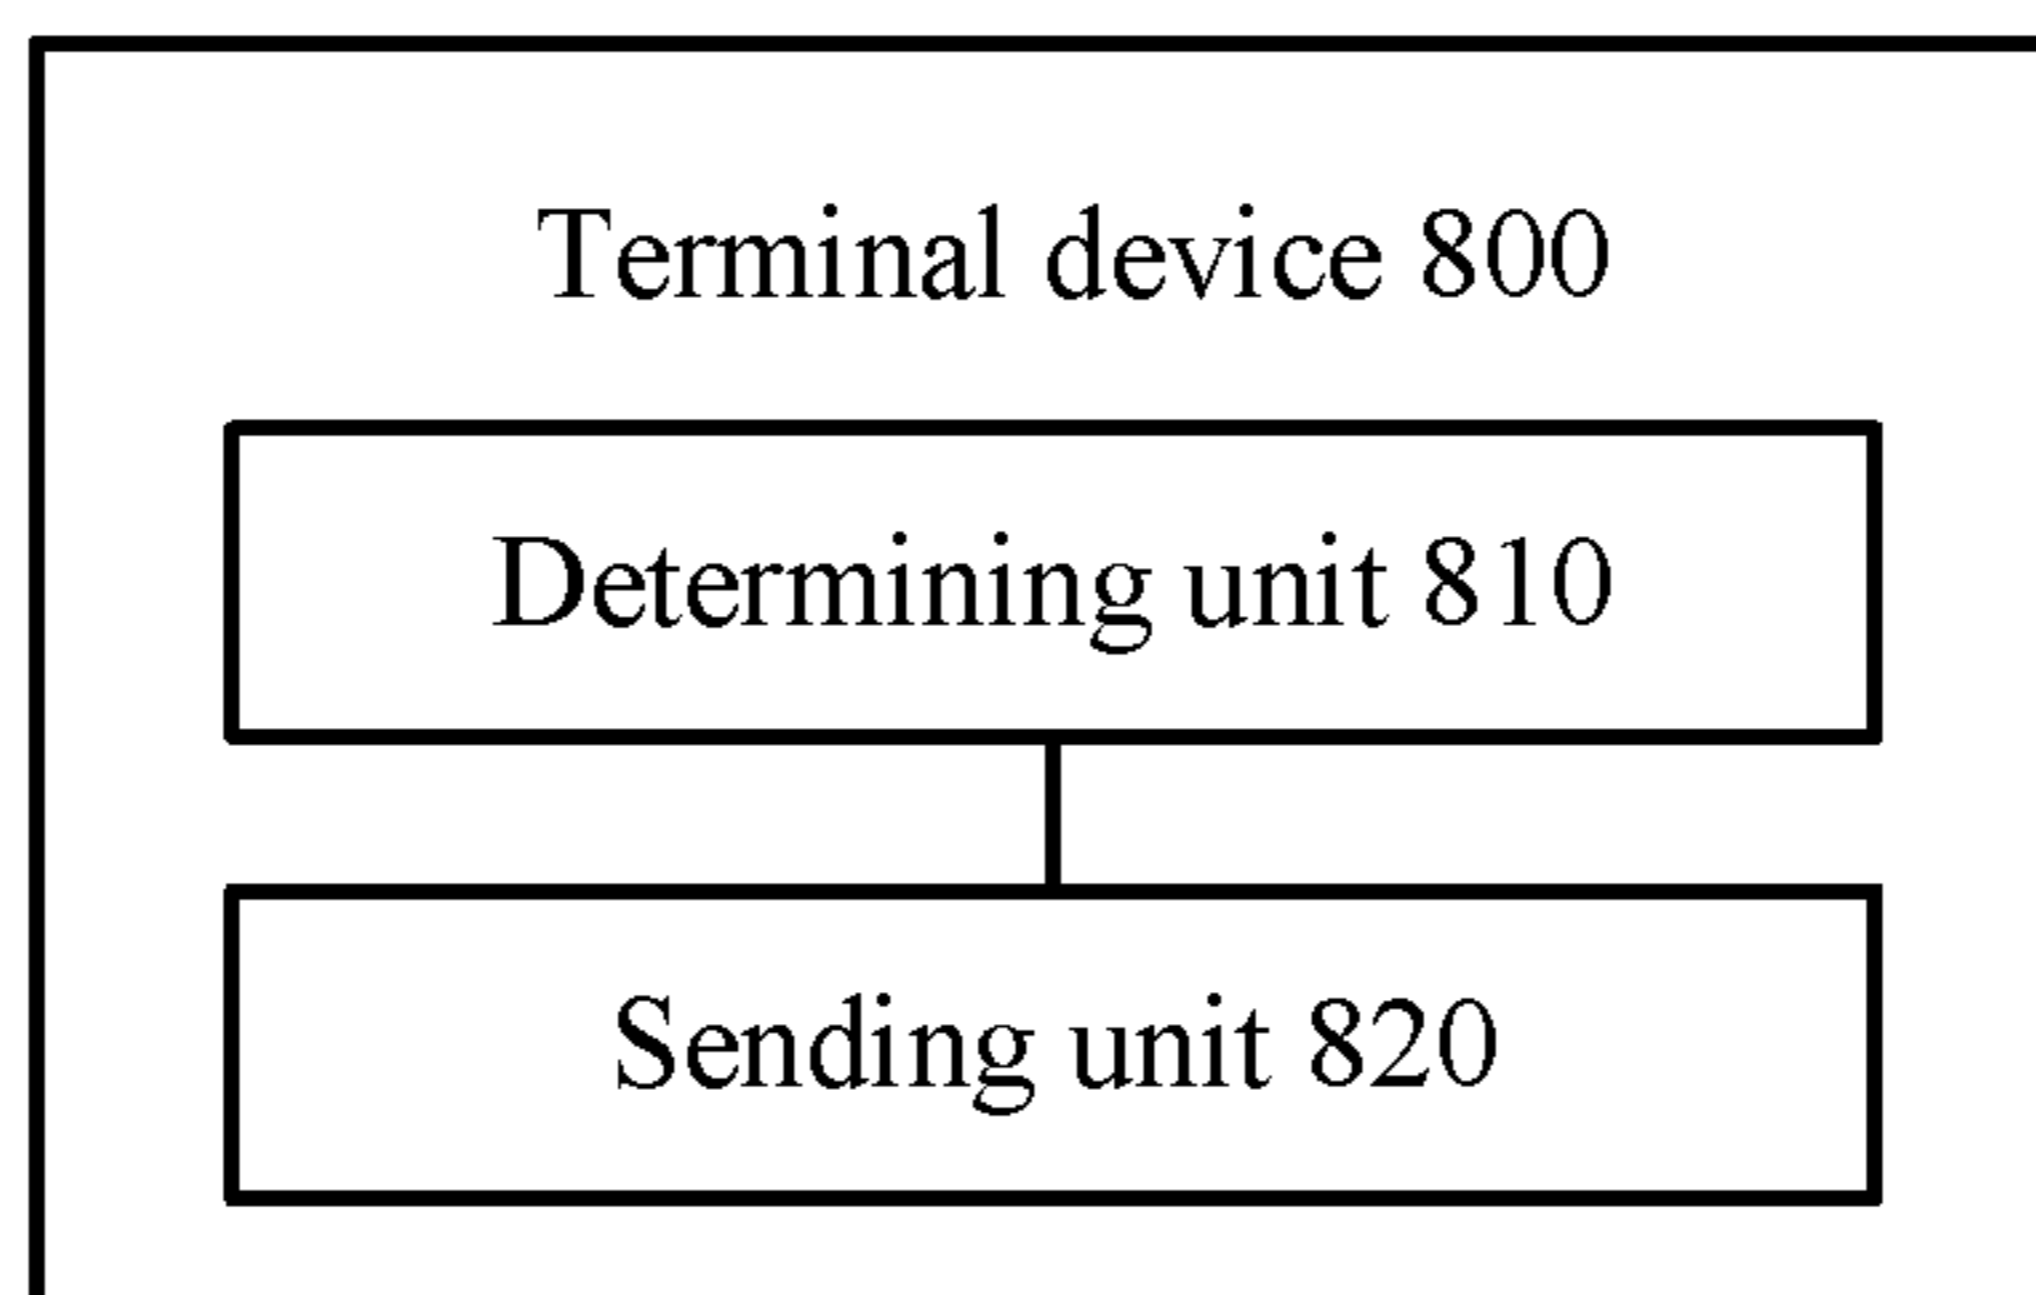 Terminal device 800
Determining unit 810
Sending unit 820